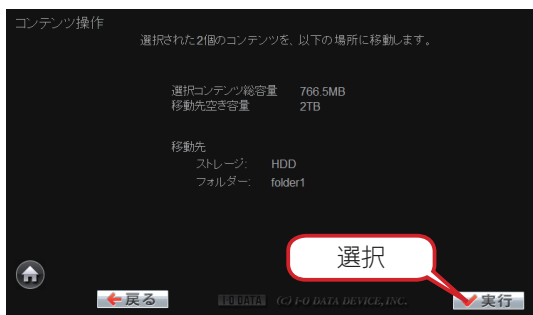 コンテンツ操作
選択された2個のコンテンツを、以下の場所に移動します。
選択コンテンツ総容量 766.5MB
移動先空き容量 2TB
移動先
ストレージ: HDD
フォルダー: folder1
選択
戻る
I-O DATA (C) I-O DATA DEVICE, INC.
実行